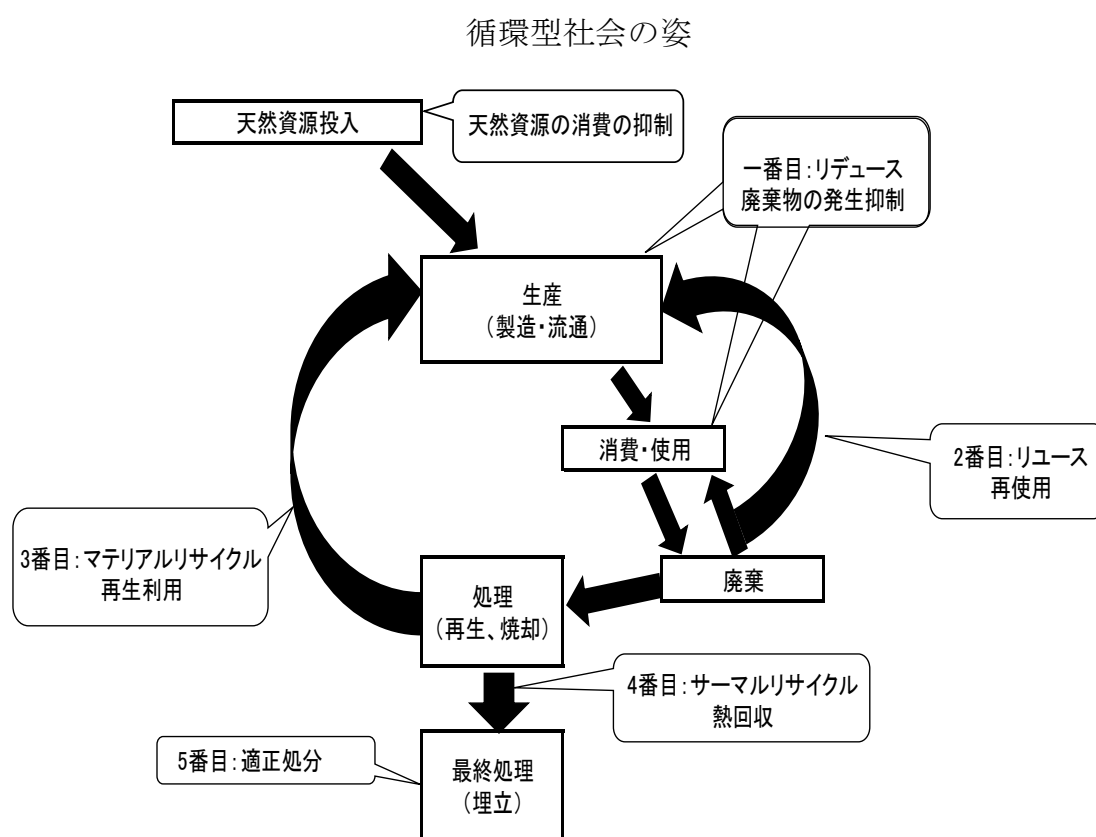 循環型社会の姿
天然資源投入
天然資源の消費の抑制
一番目:リデュース
廃棄物の発生抑制
生産
(製造・流通)
消費・使用
2番目:リユース
再使用
3番目:マテリアルリサイクル
再生利用
処理
(再生、焼却)
廃棄
4番目:サーマルリサイクル
熱回収
5番目:適正処分
最終処理
(埋立)